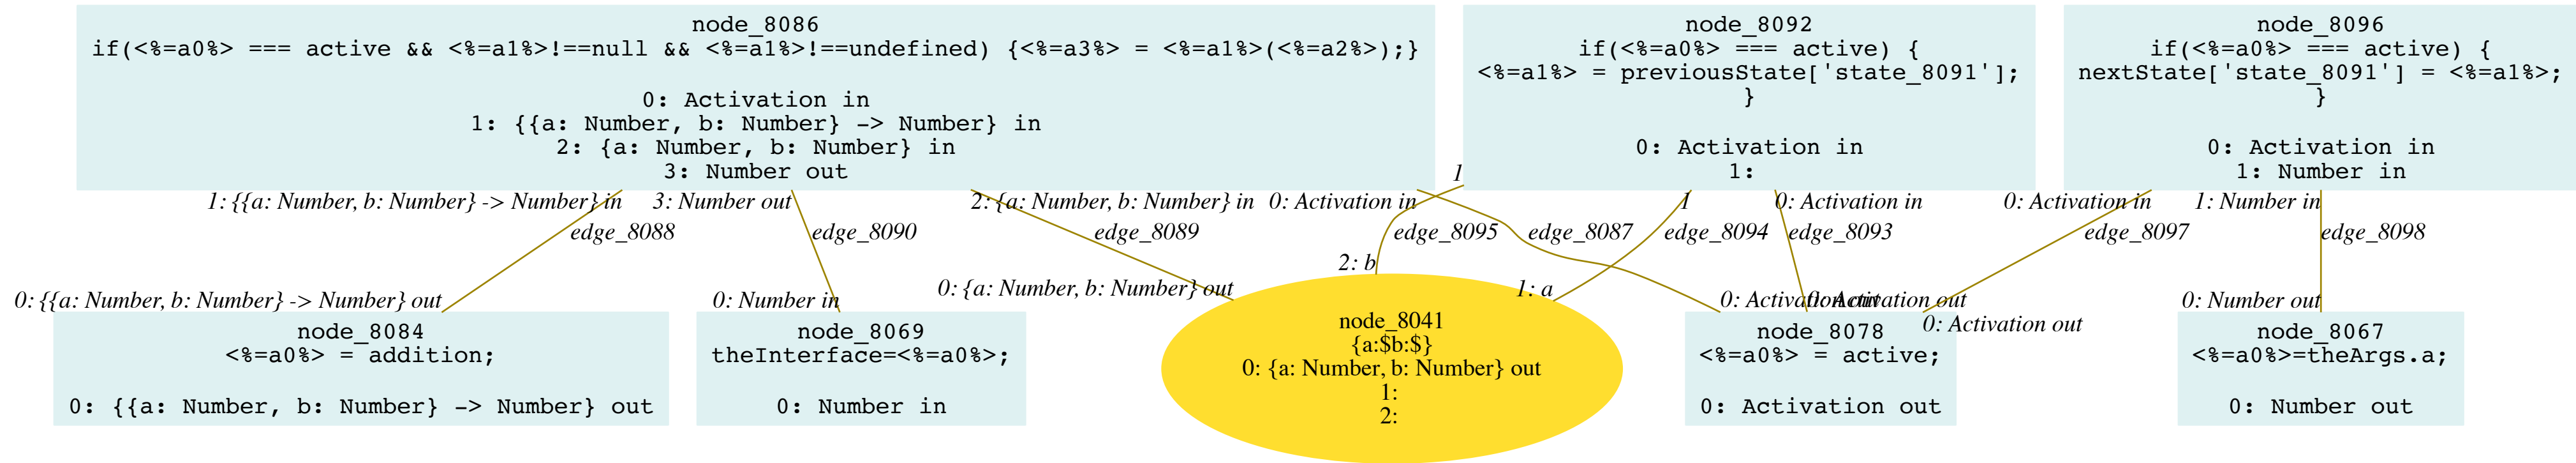 node_8086
if(<%=a0%> === active && <%=a1%>!==null && <%=a1%>!==undefined) {<%=a3%> = <%=a1%>(<%=a2%>);}
0: Activation in
1: {{a: Number, b: Number} -> Number} in
2: {a: Number, b: Number} in
3: Number out
node_8092
if(<%=a0%> === active) {
<%=a1%> = previousState['state_8091'];
}
0: Activation in
1:
node_8096
if(<%=a0%> === active) {
nextState['state_8091'] = <%=a1%>;
}
0: Activation in
1: Number in
1
1: {{a: Number, b: Number} -> Number} in
3: Number out
2: {a: Number, b: Number} in
0: Activation in
1
0: Activation in
0: Activation in
1: Number in
edge_8088
edge_8090
edge_8089
edge_8095
edge_8087
edge_8094
edge_8093
edge_8097
edge_8098
2: b
0: {{a: Number, b: Number} -> Number} out
0: Number in
0: {a: Number, b: Number} out
1: a
0: Activation out
0: Activation out
0: Activation out
0: Number out
node_8084
<%=a0%> = addition;
0: {{a: Number, b: Number} -> Number} out
node_8069
theInterface=<%=a0%>;
0: Number in
node_8041
{a:$b:$}
0: {a: Number, b: Number} out
1:
2:
node_8078
<%=a0%> = active;
0: Activation out
node_8067
<%=a0%>=theArgs.a;
0: Number out